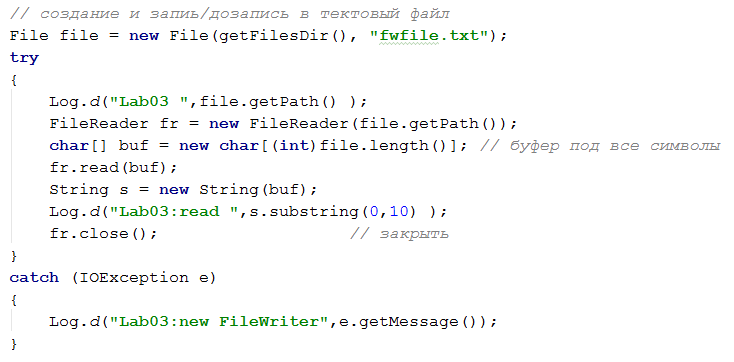 // создание и запиь/дозапись в тектовый файл
File file = new File(getFilesDir(), "fwfile.txt");
try
{
    Log.d("Lab03 ",file.getPath() );
    FileReader fr = new FileReader(file.getPath());
    char[] buf = new char[(int)file.length()]; // буфер под все символы
    fr.read(buf);
    String s = new String(buf);
    Log.d("Lab03:read ",s.substring(0,10) );
    fr.close();                   // закрыть
}
catch (IOException e)
{
    Log.d("Lab03:new FileWriter",e.getMessage());
}